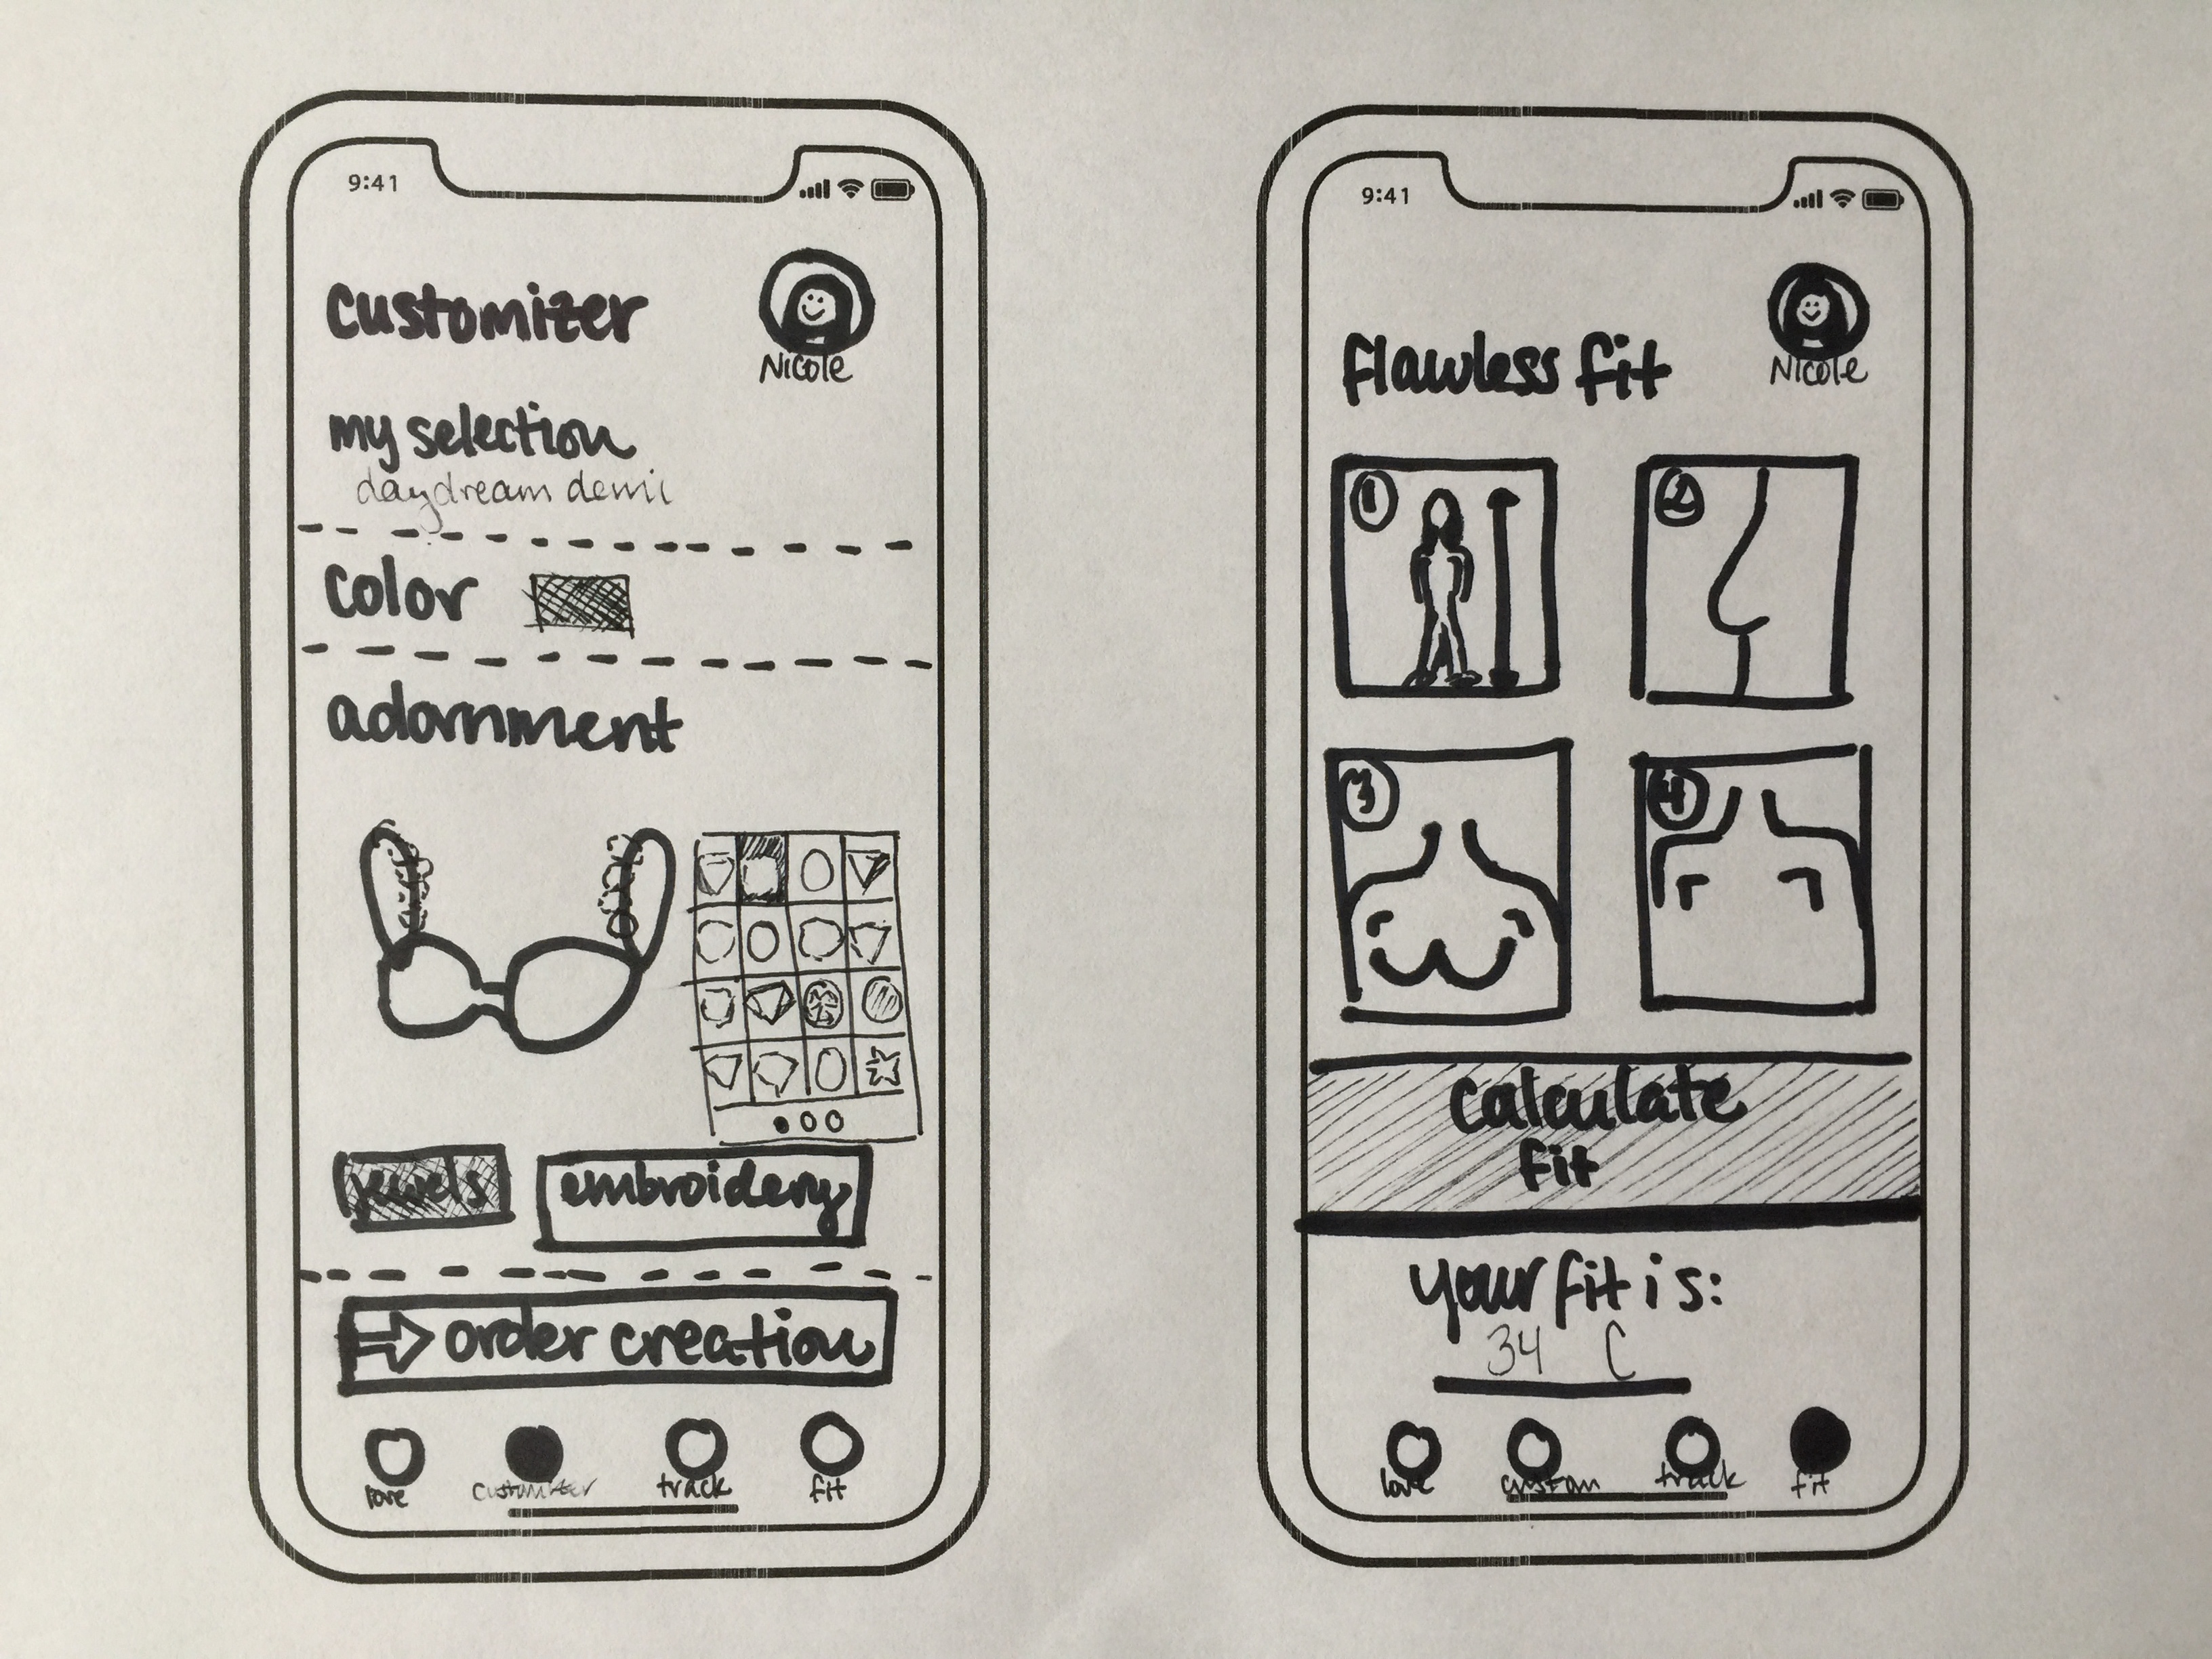 9:41
customizer
Nicole
my selection
daydream demi
color
adornment
jewels
embroidery
order creation
love
customizer
track
fit
9:41
flawless fit
Nicole
1
2
3
4
calculate
fit
your fit is:
34 C
love
custom
track
fit